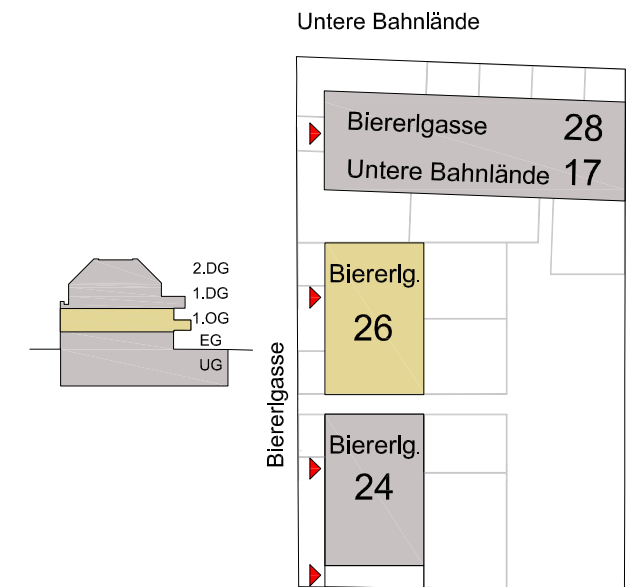 Untere Bahnlände
Biererlgasse 28
Untere Bahnlände 17
2.DG
1.DG
1.OG
EG
UG
Biererlg.
26
Biererlgasse
Biererlg.
24